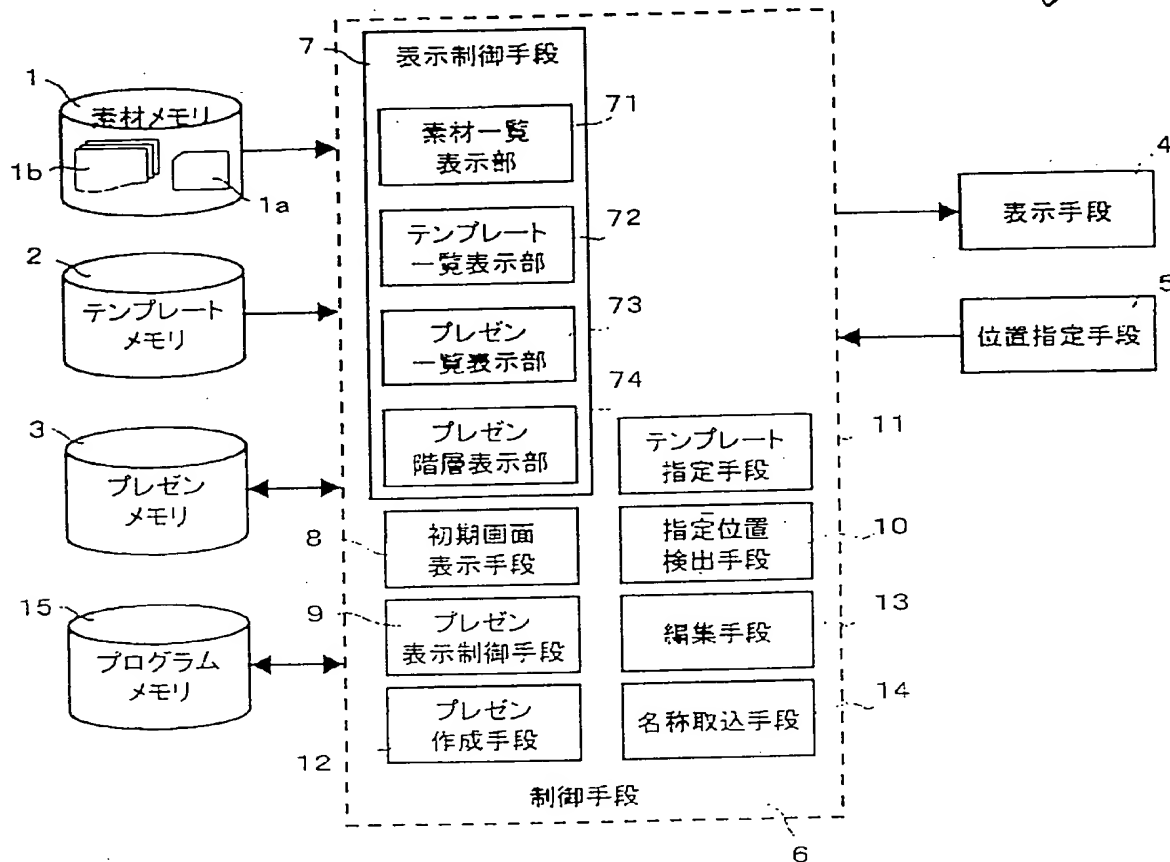 7
表示制御手段
1
素材メモリ
1b
1a
71
素材一覧
表示部
72
テンプレート
一覧表示部
73
プレゼン
一覧表示部
74
プレゼン
階層表示部
2
テンプレート
メモリ
3
プレゼン
メモリ
15
プログラム
メモリ
8
初期画面
表示手段
9
プレゼン
表示制御手段
12
プレゼン
作成手段
テンプレート
指定手段
11
指定位置
検出手段
10
編集手段
13
名称取込手段
14
制御手段
6
4
表示手段
5
位置指定手段